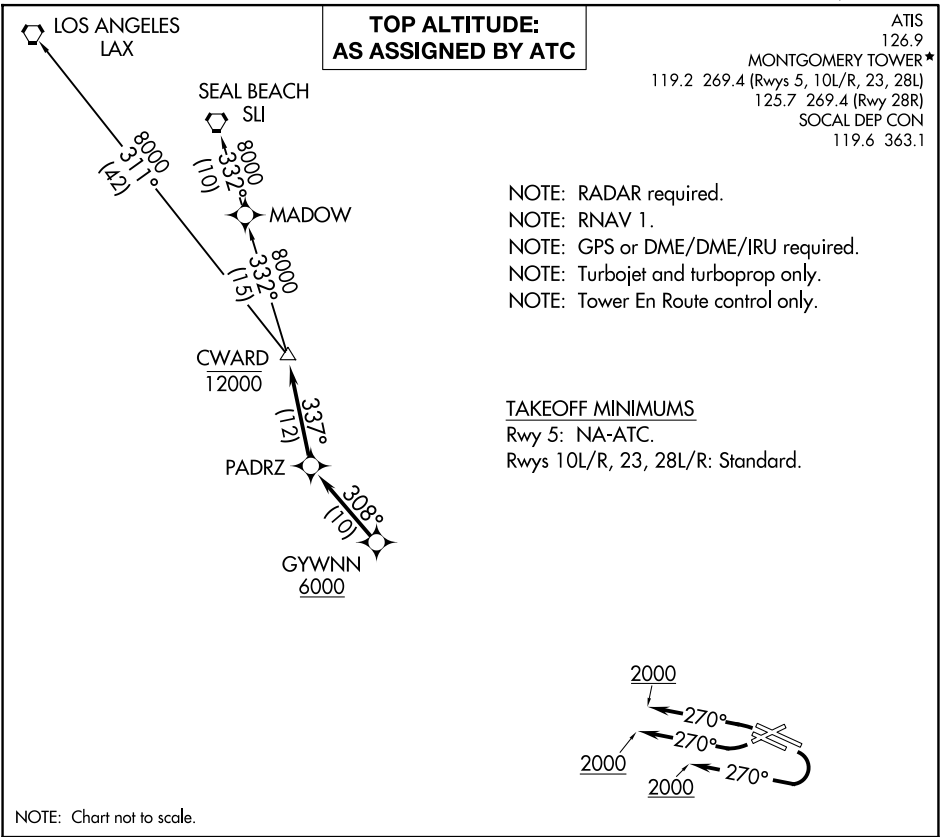 LOS ANGELES
LAX
TOP ALTITUDE:
AS ASSIGNED BY ATC
ATIS
126.9
MONTGOMERY TOWER★
119.2 269.4 (Rwys 5, 10L/R, 23, 28L)
125.7 269.4 (Rwy 28R)
SOCAL DEP CON
119.6 363.1
SEAL BEACH
SLI
8000
311°
(42)
8000
332°
(10)
MADOW
NOTE: RADAR required.
NOTE: RNAV 1.
NOTE: GPS or DME/DME/IRU required.
NOTE: Turbojet and turboprop only.
NOTE: Tower En Route control only.
8000
332°
(15)
CWARD
12000
337°
(12)
TAKEOFF MINIMUMS
Rwy 5: NA-ATC.
Rwys 10L/R, 23, 28L/R: Standard.
PADRZ
308°
(10)
GYWNN
6000
2000
270°
270°
2000
270°
2000
NOTE: Chart not to scale.